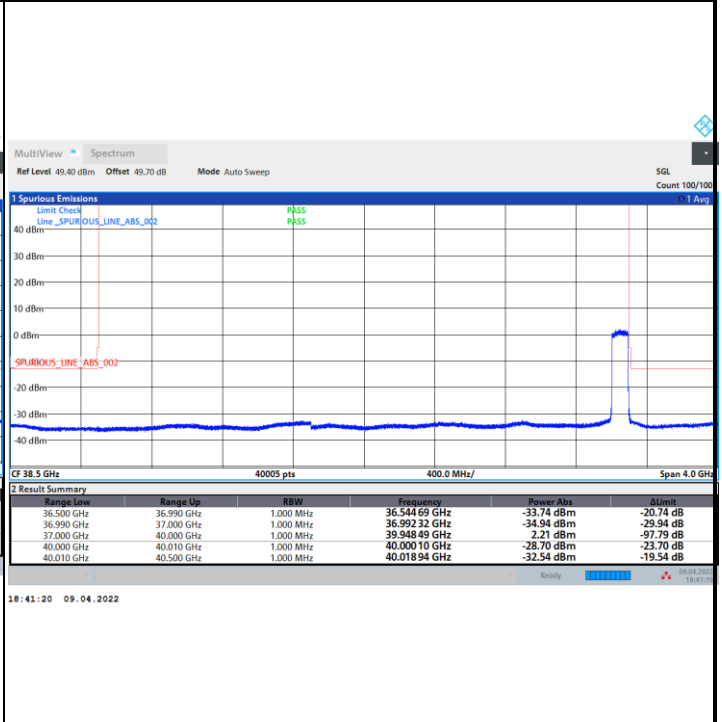 MultiView Spectrum
Ref Level 49.40 dBm Offset 49.70 dB Mode Auto Sweep SGL
Count 100/100
1 Spurious Emissions 1 Avg
Limit Check PASS
Line _SPURIOUS_LINE_ABS_002 PASS
40 dBm
30 dBm
20 dBm
10 dBm
0 dBm
_SPURIOUS_LINE_ABS_002
-20 dBm
-30 dBm
-40 dBm
CF 38.5 GHz 40005 pts 400.0 MHz/ Span 4.0 GHz
2 Result Summary
Range Low Range Up RBW Frequency Power Abs ΔLimit
36.500 GHz 36.990 GHz 1.000 MHz 36.544 69 GHz -33.74 dBm -20.74 dB
36.990 GHz 37.000 GHz 1.000 MHz 36.992 32 GHz -34.94 dBm -29.94 dB
37.000 GHz 40.000 GHz 1.000 MHz 39.948 49 GHz 2.21 dBm -97.79 dB
40.000 GHz 40.010 GHz 1.000 MHz 40.000 10 GHz -28.70 dBm -23.70 dB
40.010 GHz 40.500 GHz 1.000 MHz 40.018 94 GHz -32.54 dBm -19.54 dB
Ready 09.04.2022
18:41:19
18:41:20 09.04.2022